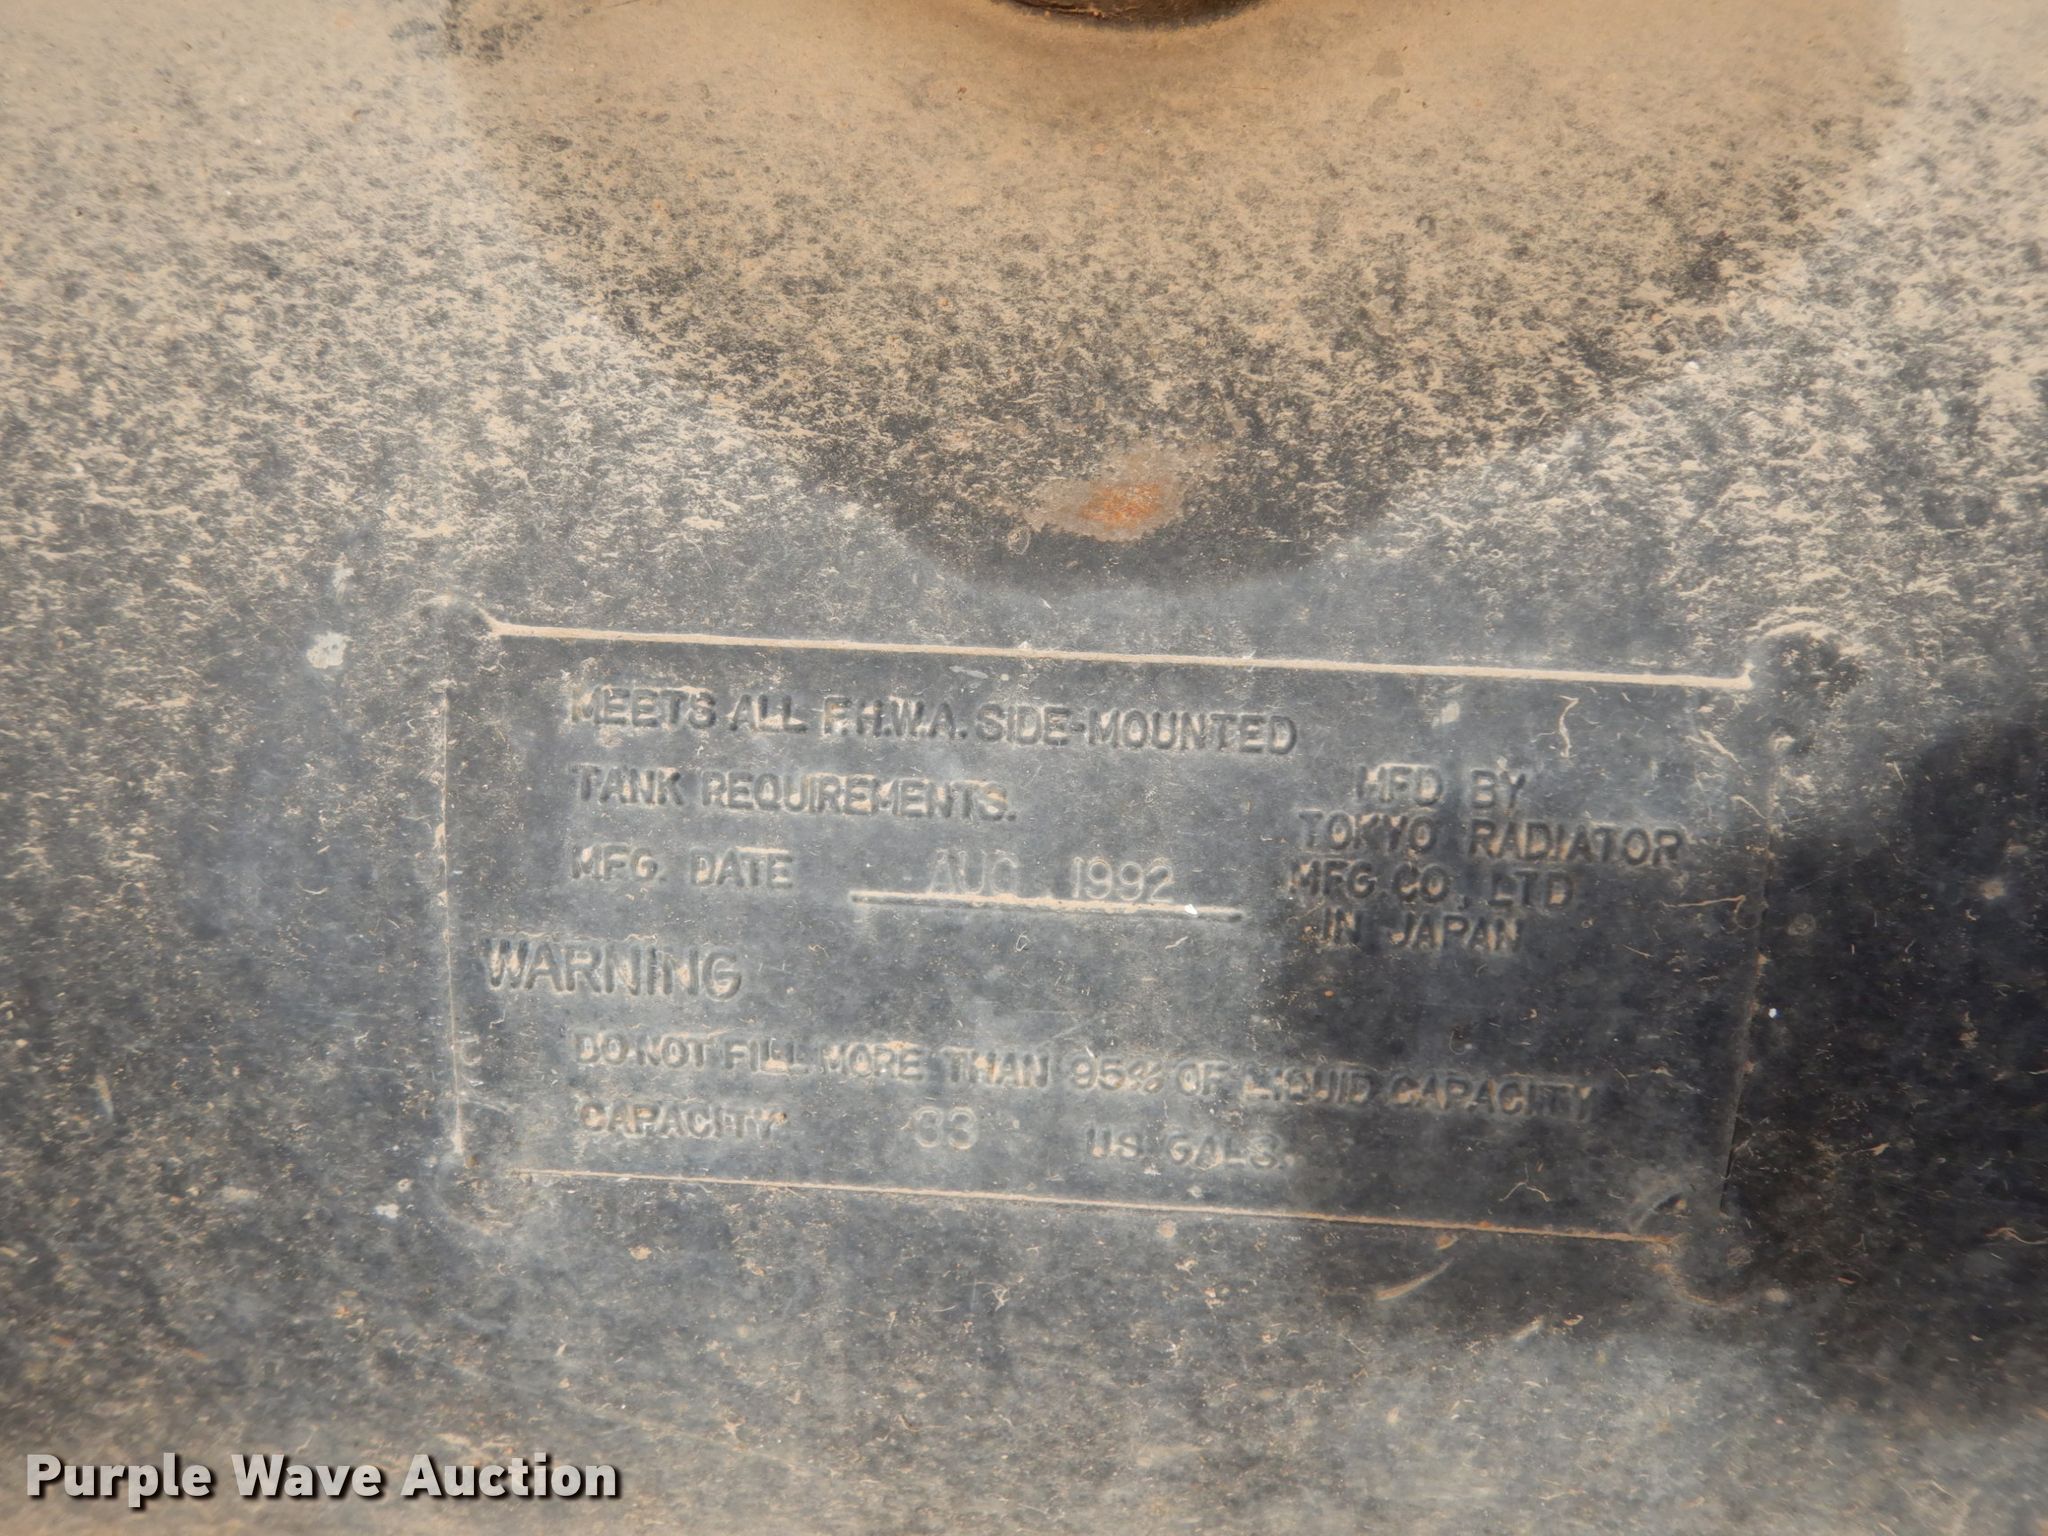 MEETS ALL F.H.W.A. SIDE-MOUNTED
TANK REQUIREMENTS.
MFG. DATE AUG. 1992
MFD BY
TOKYO RADIATOR
MFG. CO., LTD
IN JAPAN
WARNING
DO NOT FILL MORE THAN 95% OF LIQUID CAPACITY
CAPACITY 33 U.S. GALS.
Purple Wave Auction